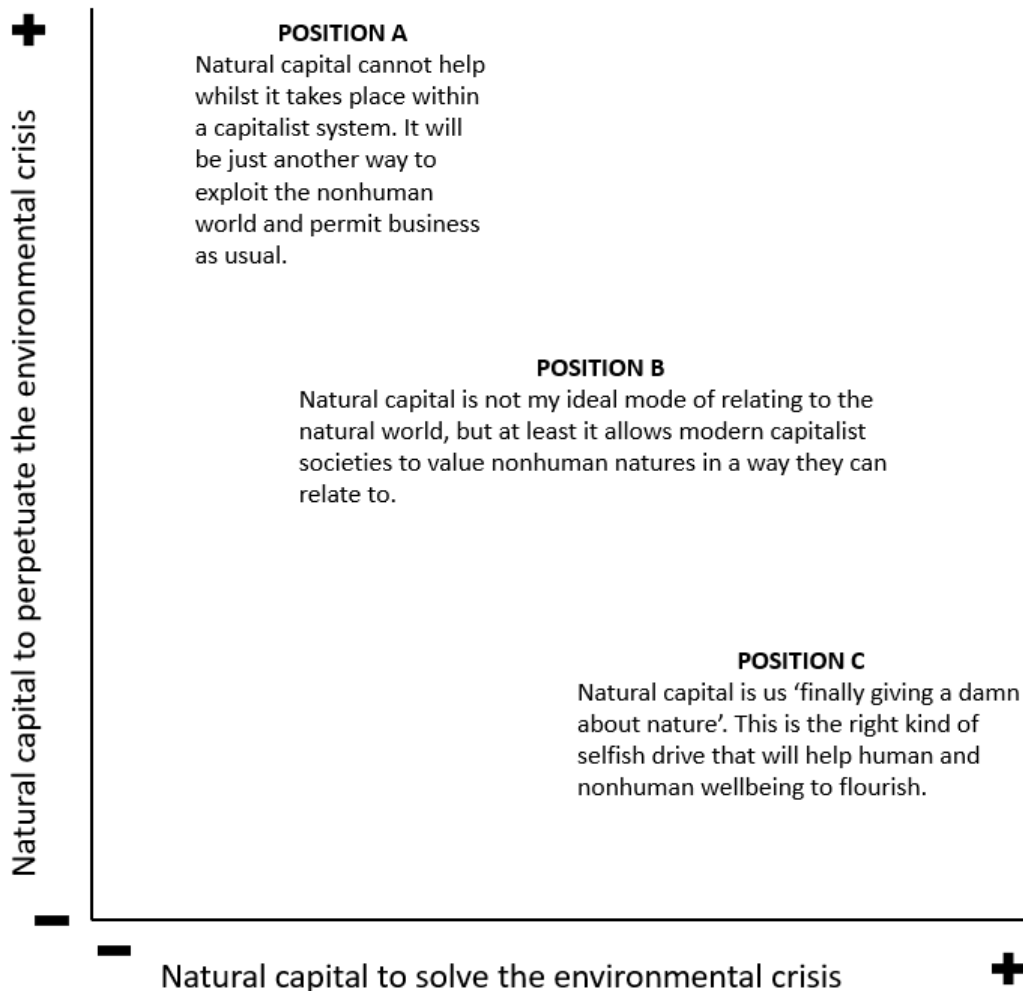 Natural capital to perpetuate the environmental crisis
POSITION A
Natural capital cannot help
whilst it takes place within
a capitalist system. It will
be just another way to
exploit the nonhuman
world and permit business
as usual.
POSITION B
Natural capital is not my ideal mode of relating to the
natural world, but at least it allows modern capitalist
societies to value nonhuman natures in a way they can
relate to.
POSITION C
Natural capital is us ‘finally giving a damn
about nature’. This is the right kind of
selfish drive that will help human and
nonhuman wellbeing to flourish.
Natural capital to solve the environmental crisis